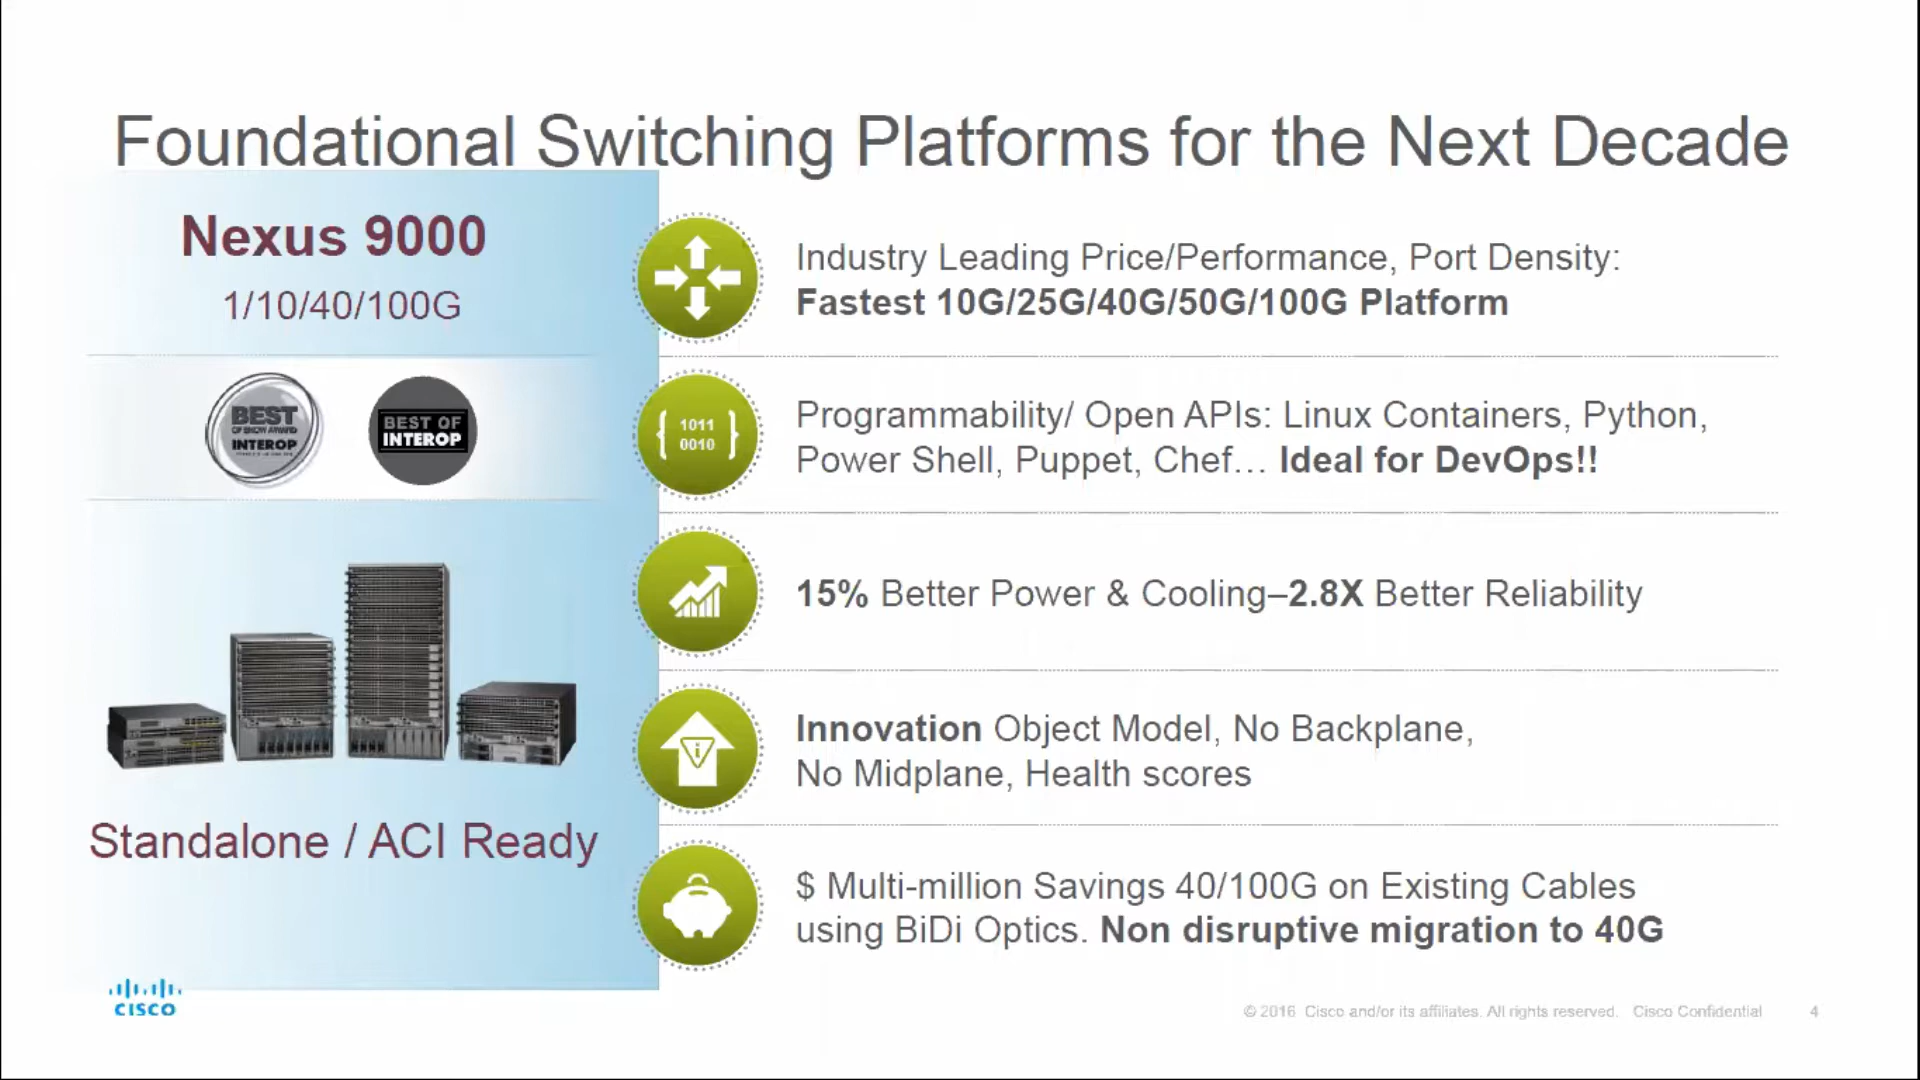 Foundational Switching Platforms for the Next Decade
Nexus 9000
1/10/40/100G
BEST
OF SHOW AWARD
INTEROP
BEST OF
INTEROP
Standalone / ACI Ready
Industry Leading Price/Performance, Port Density:
Fastest 10G/25G/40G/50G/100G Platform
1011
0010
Programmability/ Open APIs: Linux Containers, Python,
Power Shell, Puppet, Chef… Ideal for DevOps!!
15% Better Power & Cooling–2.8X Better Reliability
Innovation Object Model, No Backplane,
No Midplane, Health scores
$ Multi-million Savings 40/100G on Existing Cables
using BiDi Optics. Non disruptive migration to 40G
CISCO
© 2016 Cisco and/or its affiliates. All rights reserved. Cisco Confidential 4